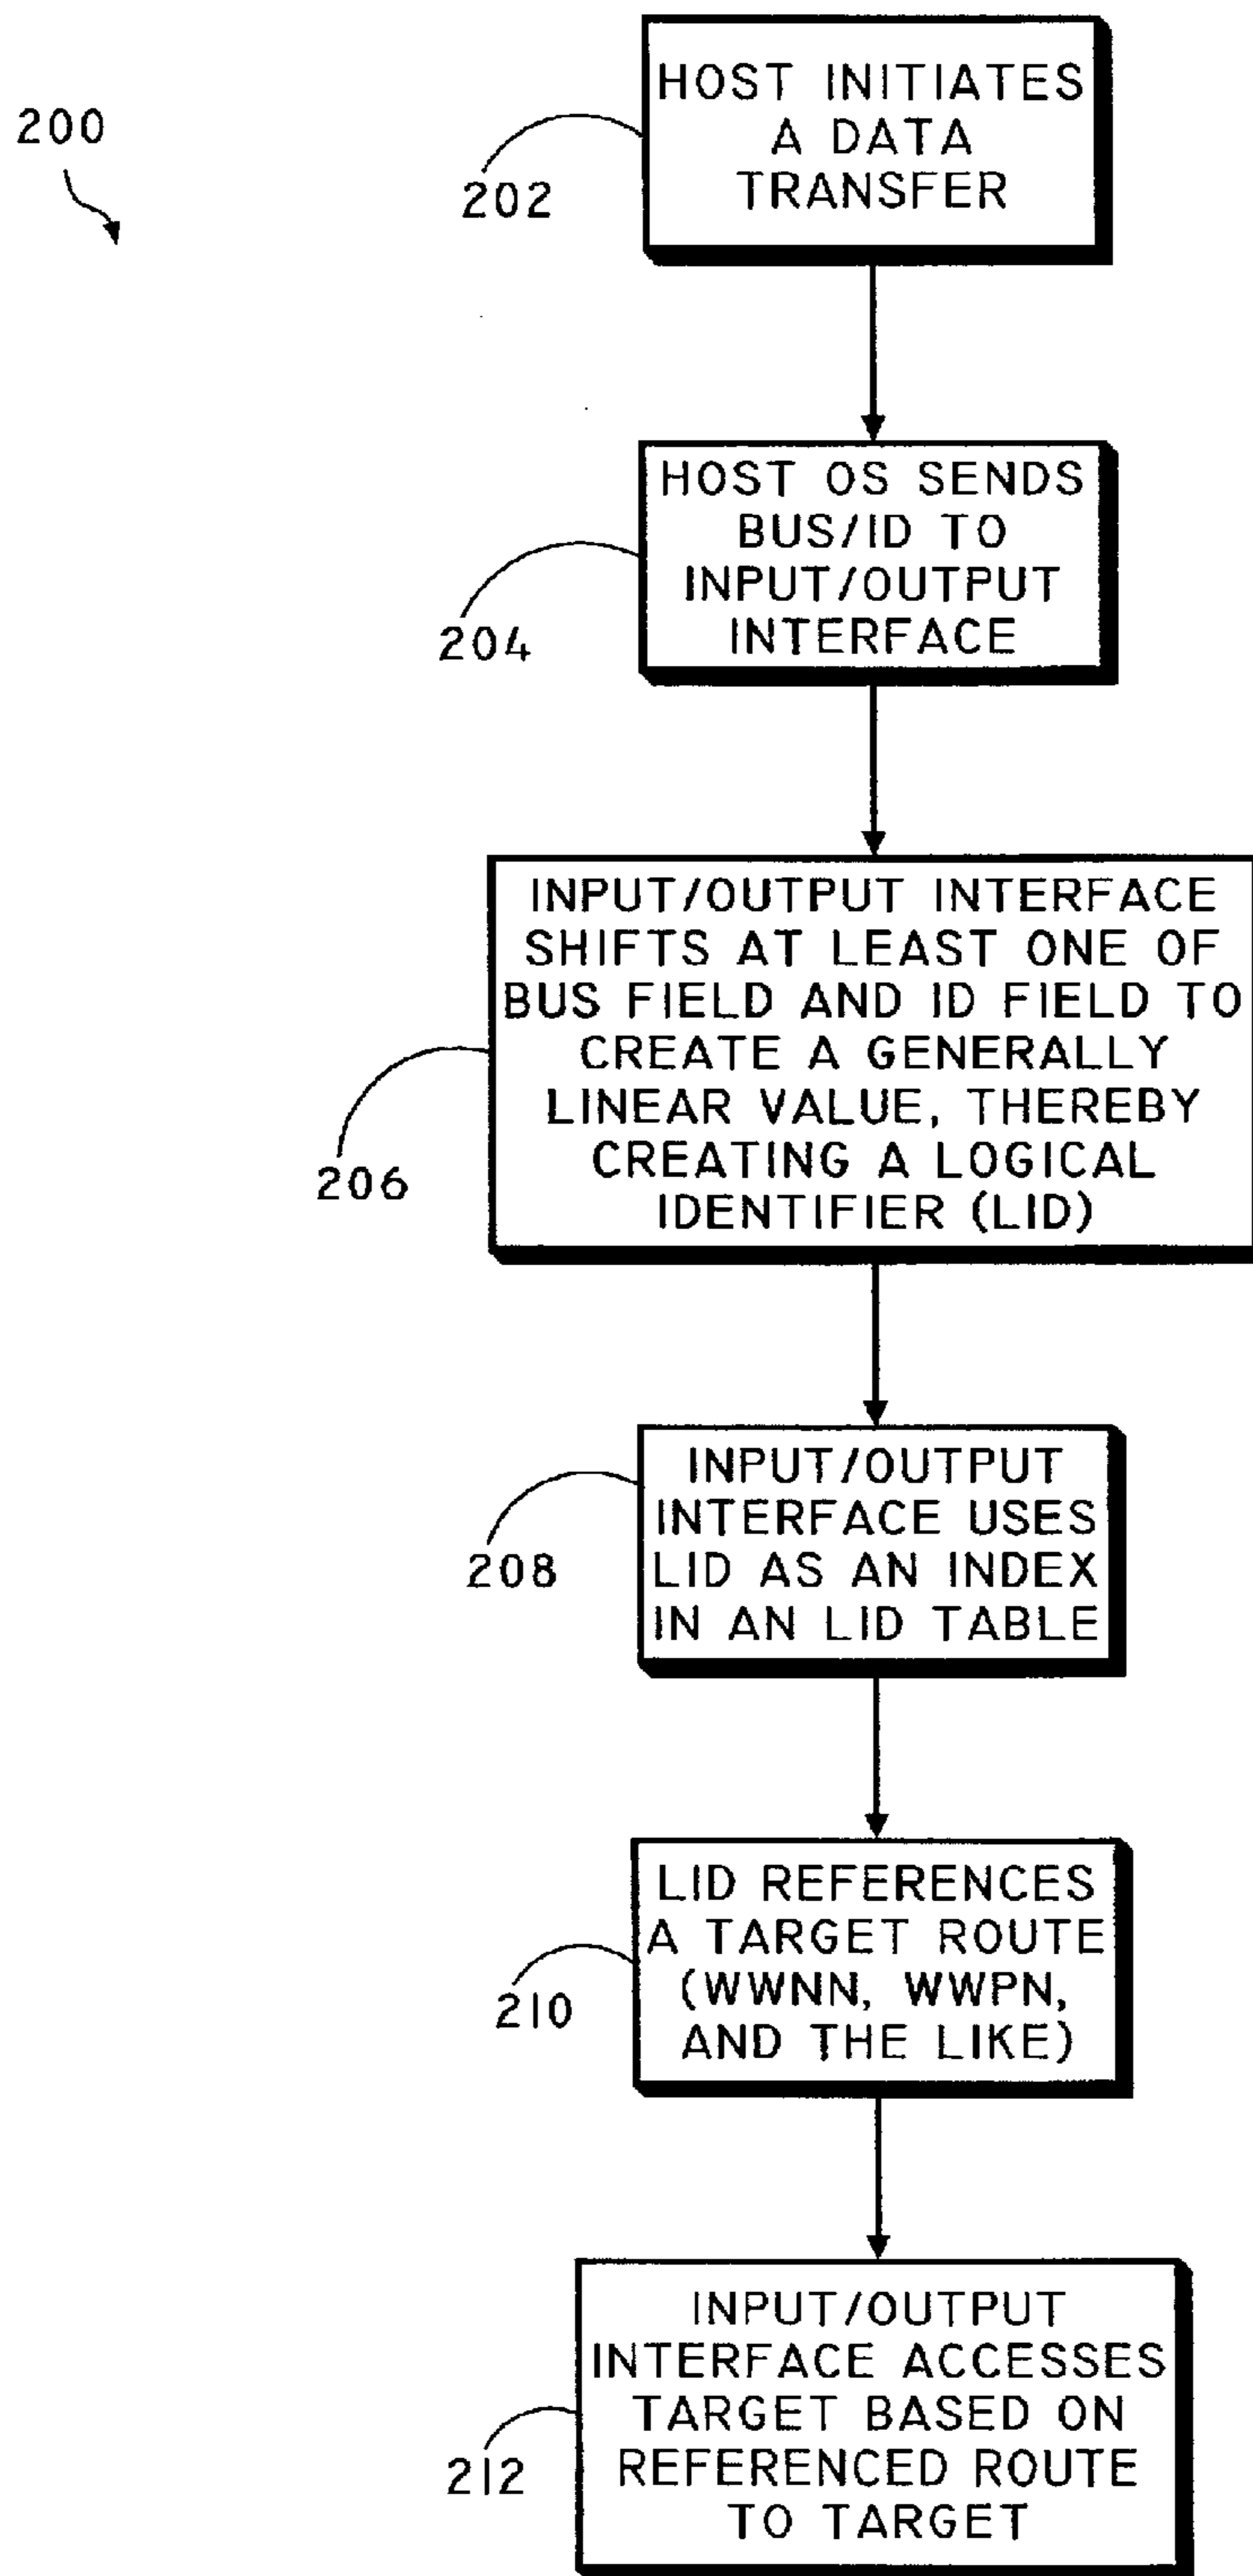 200
HOST INITIATES
A DATA
TRANSFER
202
HOST OS SENDS
BUS/ID TO
INPUT/OUTPUT
INTERFACE
204
INPUT/OUTPUT INTERFACE
SHIFTS AT LEAST ONE OF
BUS FIELD AND ID FIELD TO
CREATE A GENERALLY
LINEAR VALUE, THEREBY
CREATING A LOGICAL
IDENTIFIER (LID)
206
INPUT/OUTPUT
INTERFACE USES
LID AS AN INDEX
IN AN LID TABLE
208
LID REFERENCES
A TARGET ROUTE
(WWNN, WWPN,
AND THE LIKE)
210
INPUT/OUTPUT
INTERFACE ACCESSES
TARGET BASED ON
REFERENCED ROUTE
TO TARGET
212